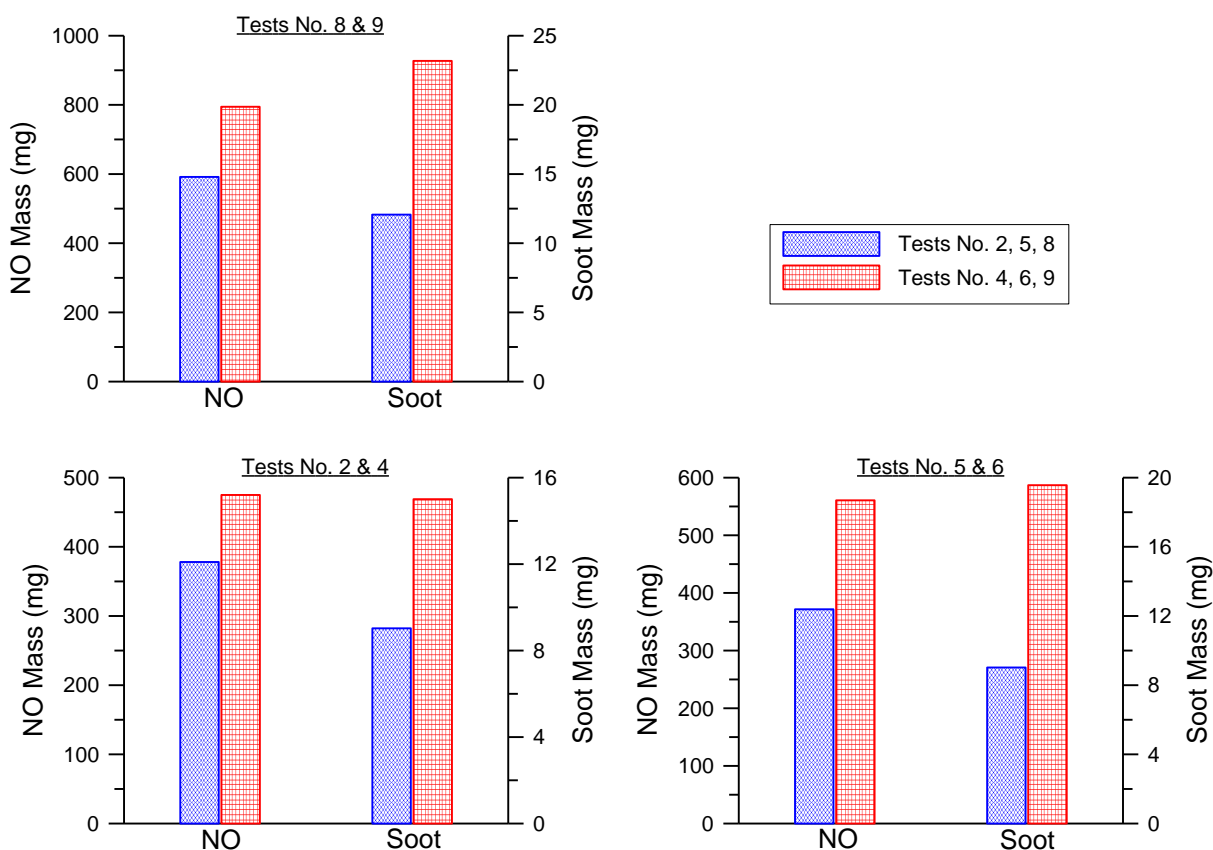 Tests No. 8 & 9
1000
800
600
400
200
0
NO Mass (mg)
25
20
15
10
5
0
Soot Mass (mg)
NO
Soot
Tests No. 2, 5, 8
Tests No. 4, 6, 9
Tests No. 2 & 4
500
400
300
200
100
0
NO Mass (mg)
16
12
8
4
0
Soot Mass (mg)
NO
Soot
Tests No. 5 & 6
600
500
400
300
200
100
0
NO Mass (mg)
20
16
12
8
4
0
Soot Mass (mg)
NO
Soot